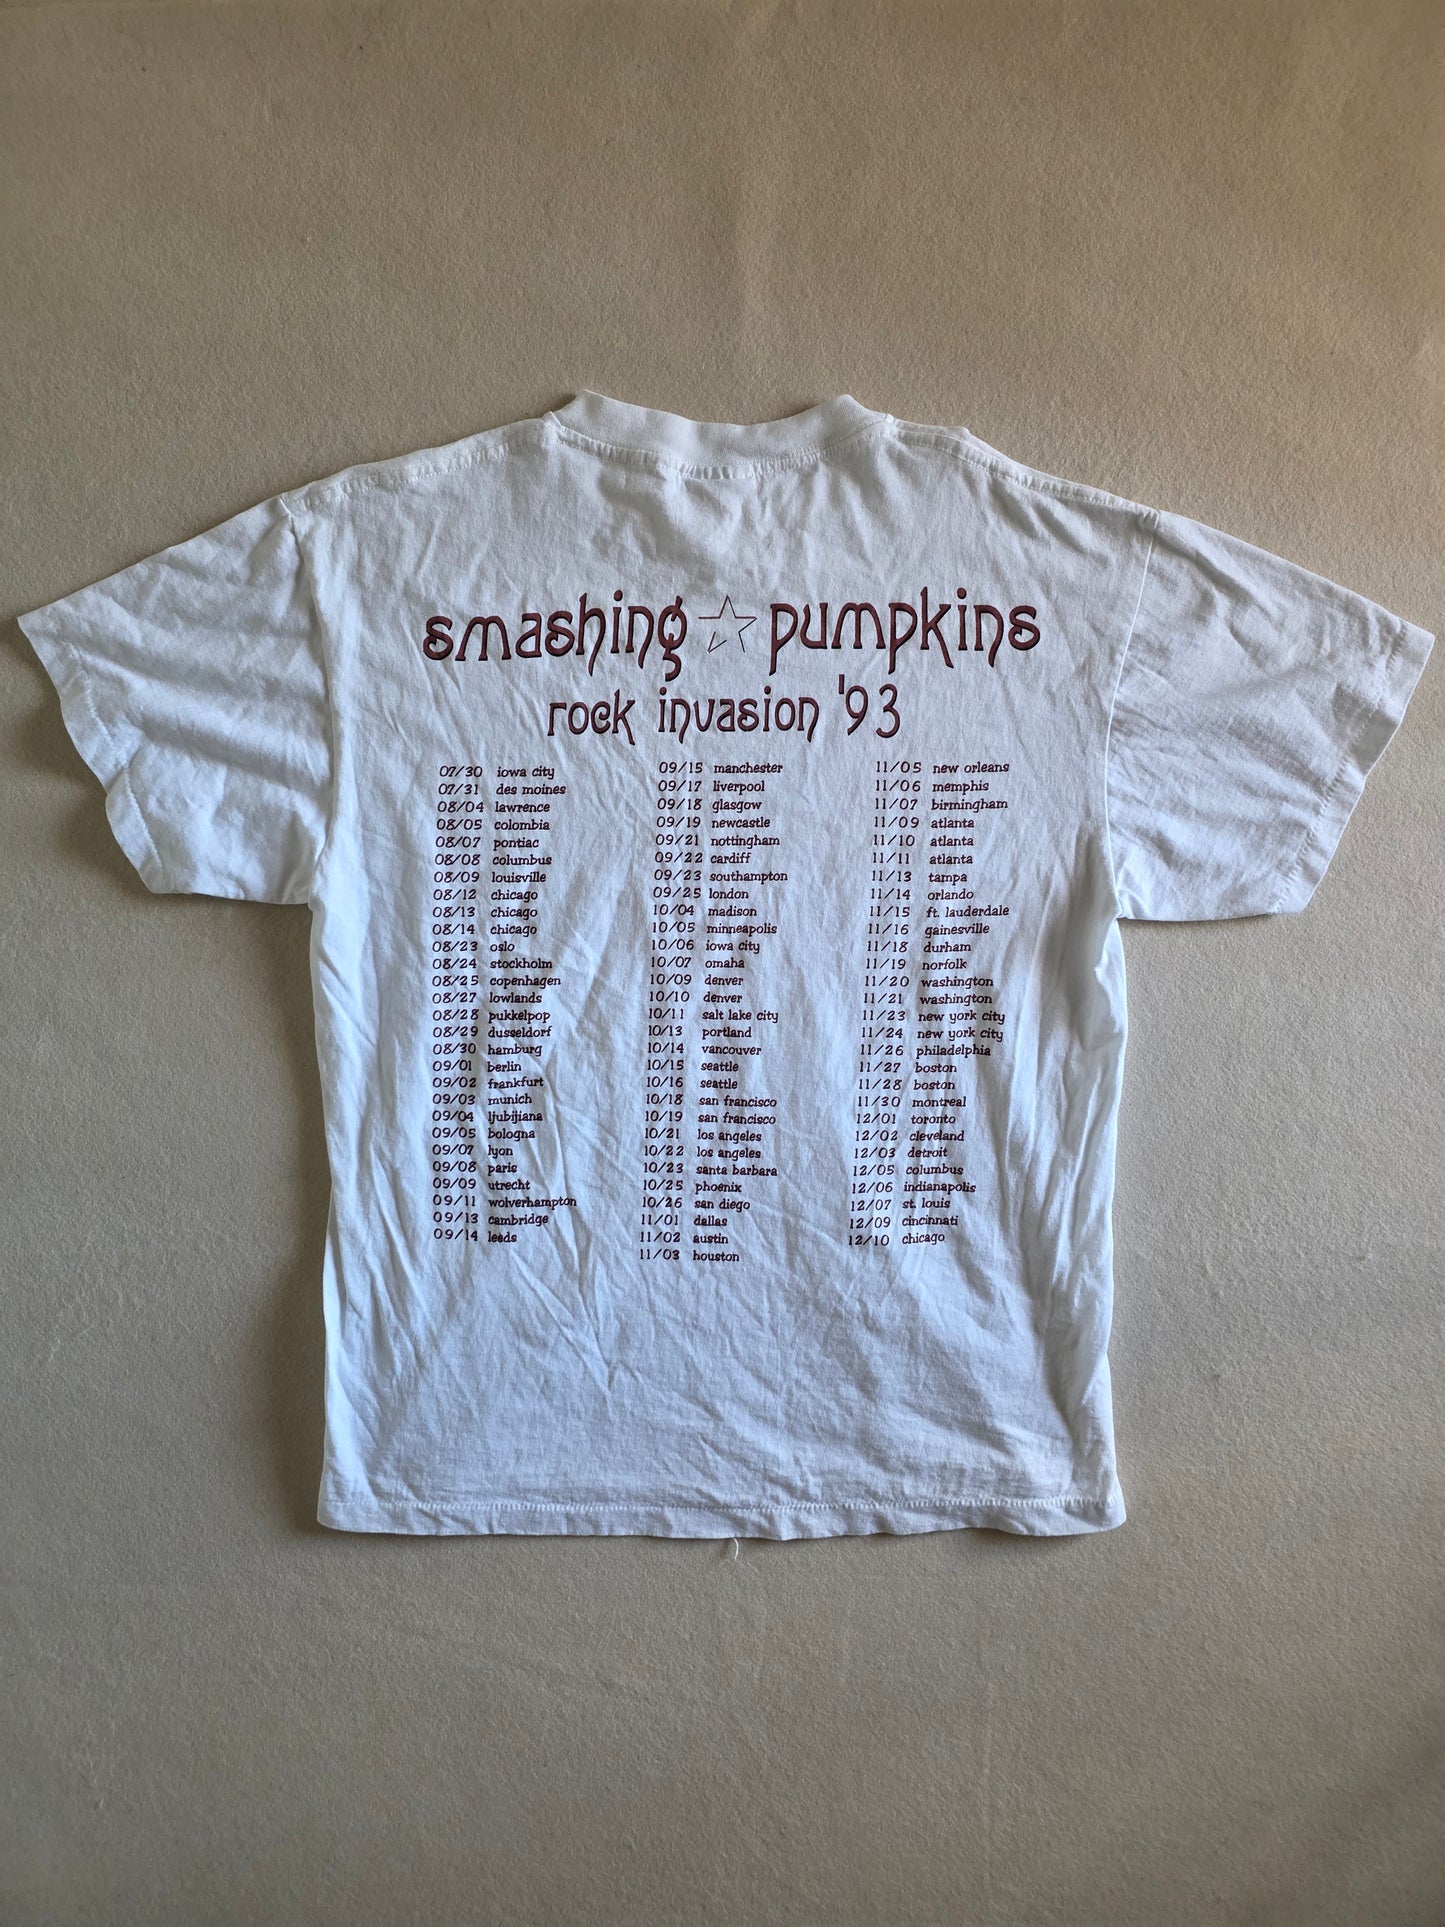 smashing pumpkins
rock invasion '93
07/30 iowa city
07/31 des moines
08/04 lawrence
08/05 colombia
08/07 pontiac
08/08 columbus
08/09 louisville
08/12 chicago
08/13 chicago
08/14 chicago
08/23 oslo
08/24 stockholm
08/25 copenhagen
08/27 lowlands
08/28 pukkelpop
08/29 dusseldorf
08/30 hamburg
09/01 berlin
09/02 frankfurt
09/03 munich
09/04 ljubijiana
09/05 bologna
09/07 lyon
09/08 paris
09/09 utrecht
09/11 wolverhampton
09/13 cambridge
09/14 leeds
09/15 manchester
09/17 liverpool
09/18 glasgow
09/19 newcastle
09/21 nottingham
09/22 cardiff
09/23 southampton
09/25 london
10/04 madison
10/05 minneapolis
10/06 iowa city
10/07 omaha
10/09 denver
10/10 denver
10/11 salt lake city
10/13 portland
10/14 vancouver
10/15 seattle
10/16 seattle
10/18 san francisco
10/19 san francisco
10/21 los angeles
10/22 los angeles
10/23 santa barbara
10/25 phoenix
10/26 san diego
11/01 dallas
11/02 austin
11/03 houston
11/05 new orleans
11/06 memphis
11/07 birmingham
11/09 atlanta
11/10 atlanta
11/11 atlanta
11/13 tampa
11/14 orlando
11/15 ft. lauderdale
11/16 gainesville
11/18 durham
11/19 norfolk
11/20 washington
11/21 washington
11/23 new york city
11/24 new york city
11/26 philadelphia
11/27 boston
11/28 boston
11/30 montreal
12/01 toronto
12/02 cleveland
12/03 detroit
12/05 columbus
12/06 indianapolis
12/07 st. louis
12/09 cincinnati
12/10 chicago